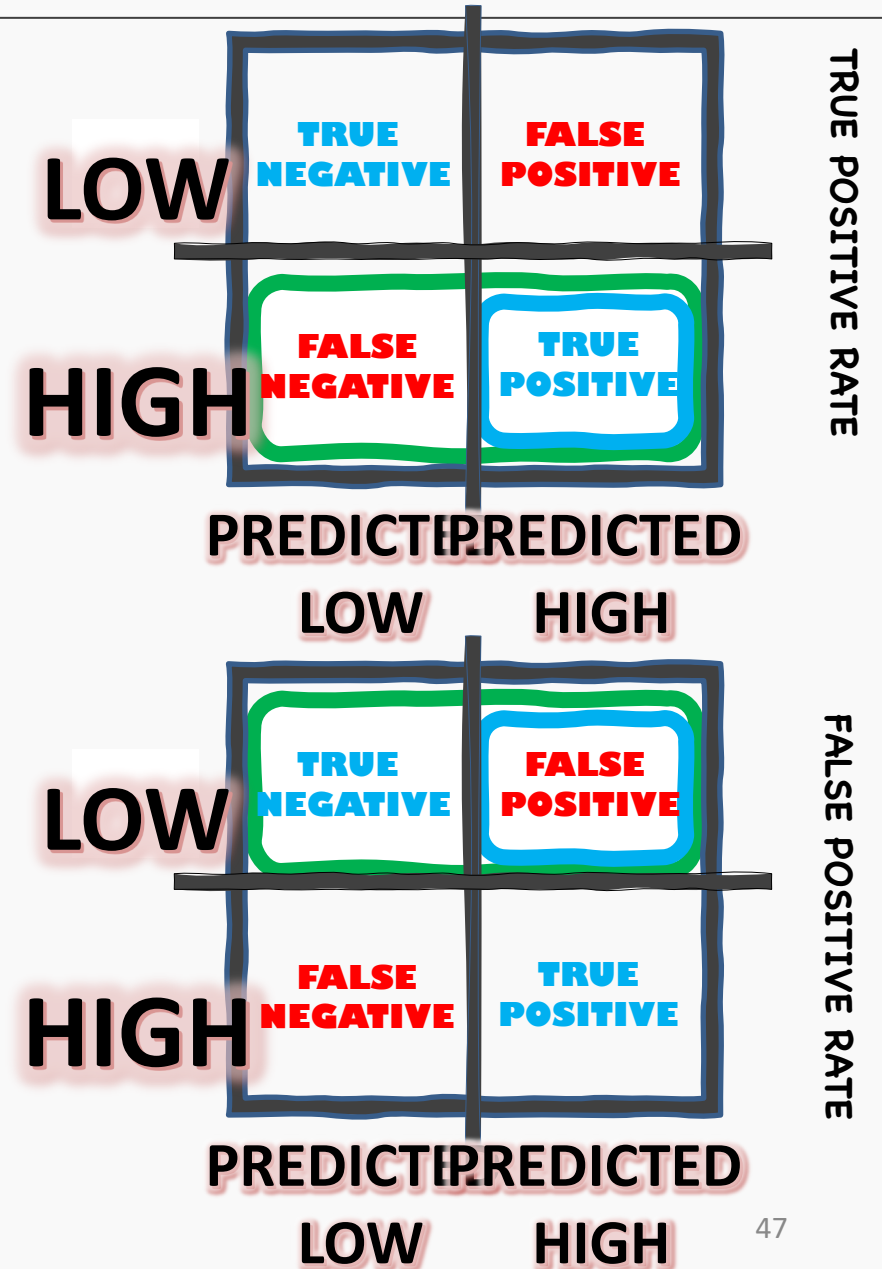 TRUE
NEGATIVE
FALSE
POSITIVE
LOW
FALSE
NEGATIVE
TRUE
POSITIVE
HIGH
PREDICTED
LOW
PREDICTED
HIGH
TRUE POSITIVE RATE
TRUE
NEGATIVE
FALSE
POSITIVE
LOW
FALSE
NEGATIVE
TRUE
POSITIVE
HIGH
PREDICTED
LOW
PREDICTED
HIGH
FALSE POSITIVE RATE
47